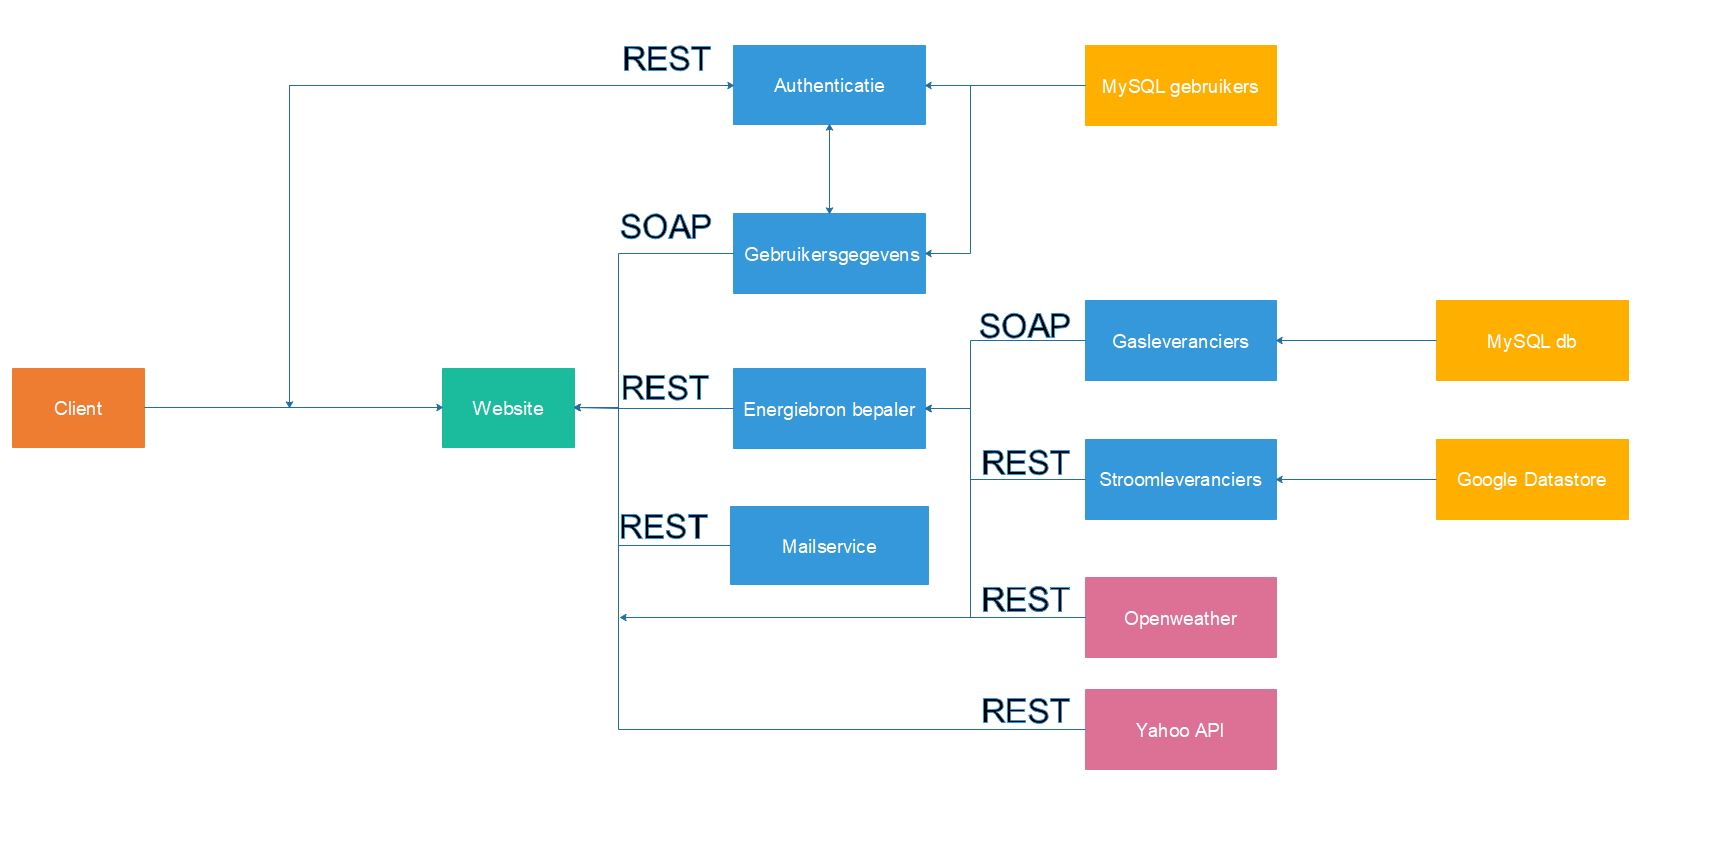 REST
Authenticatie
MySQL gebruikers
SOAP
Gebruikersgegevens
SOAP
Gasleveranciers
MySQL db
Client
Website
REST
Energiebron bepaler
REST
Stroomleveranciers
Google Datastore
REST
Mailservice
REST
Openweather
REST
Yahoo API